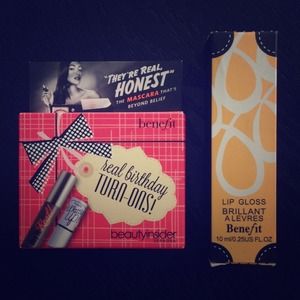 "THEY'RE REAL,
HONEST"
THE MASCARA THAT'S
BEYOND BELIEF
benefit
real birthday
TURN-ONS!
beautyinsider
LIP GLOSS
BRILLANT
A LEVRES
Benefit
10 ml/0.25US FL.OZ